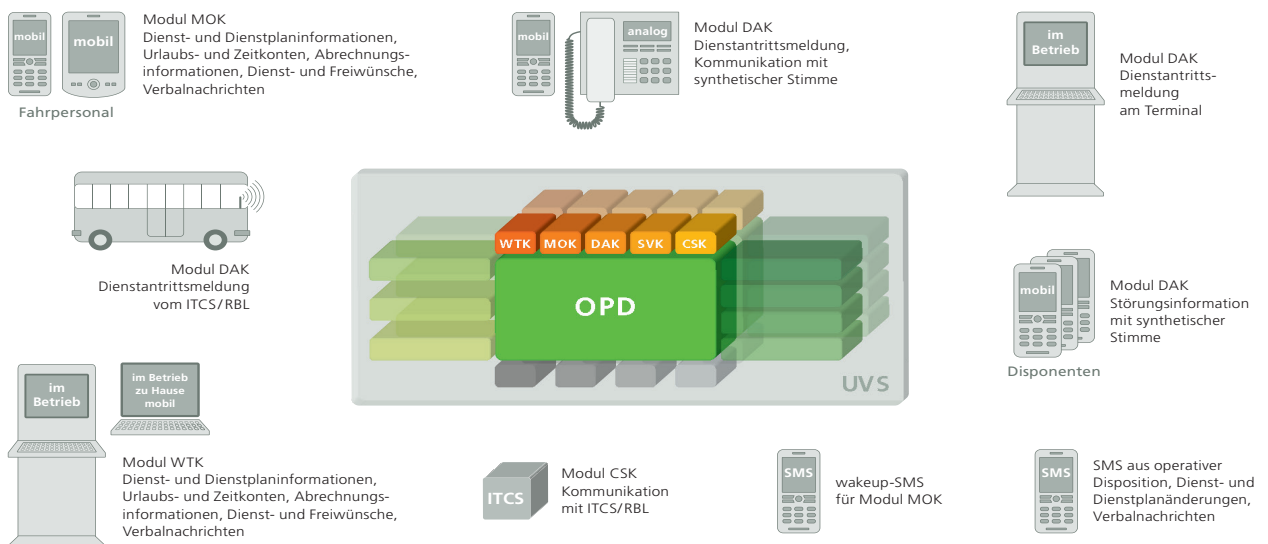 mobil
mobil
Fahrpersonal
Modul MOK
Dienst- und Dienstplaninformationen,
Urlaubs- und Zeitkonten, Abrechnungs-
informationen, Dienst- und Freiwünsche,
Verbalnachrichten
mobil
analog
Modul DAK
Dienstantrittsmeldung,
Kommunikation mit
synthetischer Stimme
im
Betrieb
Modul DAK
Dienstantritts-
meldung
am Terminal
Modul DAK
Dienstantrittsmeldung
vom ITCS/RBL
WTK MOK DAK SVK CSK
OPD
UVS
mobil
Disponenten
Modul DAK
Störungsinformation
mit synthetischer
Stimme
im
Betrieb
im Betrieb
zu Hause
mobil
Modul WTK
Dienst- und Dienstplaninformationen,
Urlaubs- und Zeitkonten, Abrechnungs-
informationen, Dienst- und Freiwünsche,
Verbalnachrichten
ITCS
Modul CSK
Kommunikation
mit ITCS/RBL
SMS
wakeup-SMS
für Modul MOK
SMS
SMS aus operativer
Disposition, Dienst- und
Dienstplanänderungen,
Verbalnachrichten